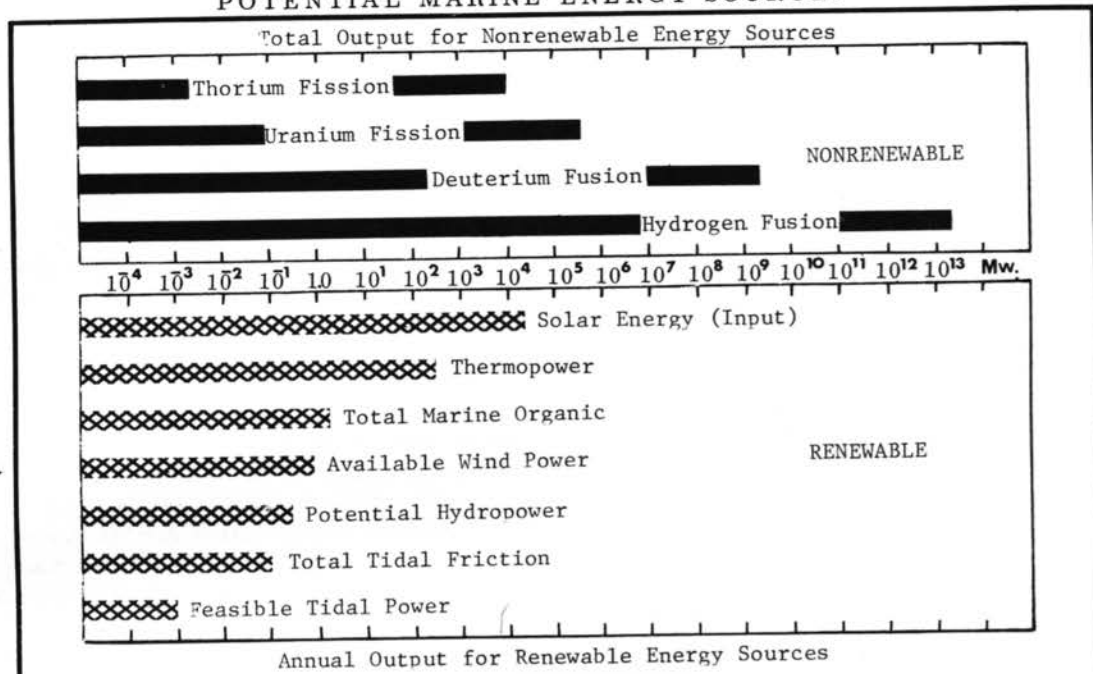 POTENTIAL MARINE ENERGY
Total Output for Nonrenewable Energy Sources
Thorium Fission
Uranium Fission
NONRENEWABLE
Deuterium Fusion
Hydrogen Fusion
10⁻⁴ 10⁻³ 10⁻² 10⁻¹ 1.0 10¹ 10² 10³ 10⁴ 10⁵ 10⁶ 10⁷ 10⁸ 10⁹ 10¹⁰ 10¹¹ 10¹² 10¹³ Mw.
Solar Energy (Input)
Thermopower
Total Marine Organic
Available Wind Power
RENEWABLE
Potential Hydropower
Total Tidal Friction
Feasible Tidal Power
Annual Output for Renewable Energy Sources